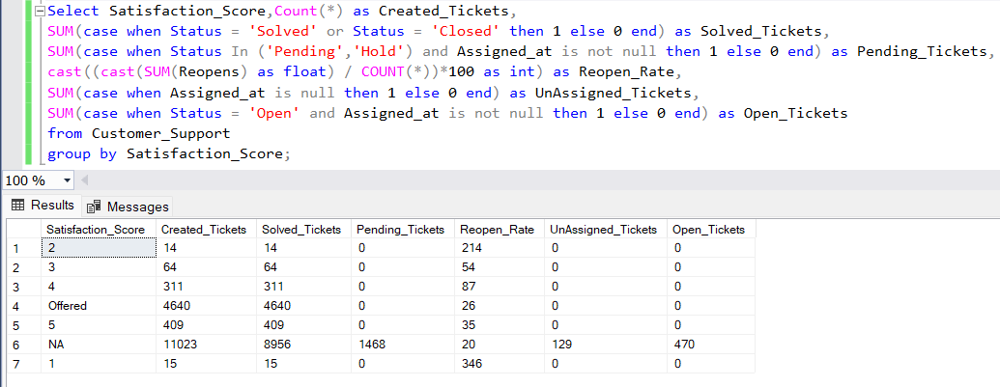 Select Satisfaction_Score,Count(*) as Created_Tickets,
SUM(case when Status = 'Solved' or Status = 'Closed' then 1 else 0 end) as Solved_Tickets,
SUM(case when Status In ('Pending','Hold') and Assigned_at is not null then 1 else 0 end) as Pending_Tickets,
cast((cast(SUM(Reopens) as float) / COUNT(*))*100 as int) as Reopen_Rate,
SUM(case when Assigned_at is null then 1 else 0 end) as UnAssigned_Tickets,
SUM(case when Status = 'Open' and Assigned_at is not null then 1 else 0 end) as Open_Tickets
from Customer_Support
group by Satisfaction_Score;
100 %
Results Messages
Satisfaction_Score Created_Tickets Solved_Tickets Pending_Tickets Reopen_Rate UnAssigned_Tickets Open_Tickets
1 2 14 14 0 214 0 0
2 3 64 64 0 54 0 0
3 4 311 311 0 87 0 0
4 Offered 4640 4640 0 26 0 0
5 5 409 409 0 35 0 0
6 NA 11023 8956 1468 20 129 470
7 1 15 15 0 346 0 0